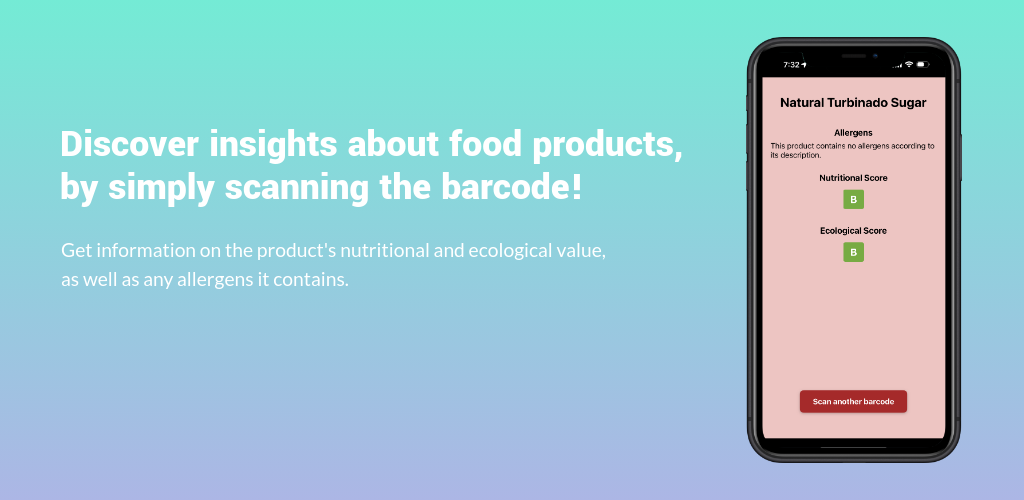 Discover insights about food products,
by simply scanning the barcode!
Get information on the product's nutritional and ecological value,
as well as any allergens it contains.
7:32
Natural Turbinado Sugar
Allergens
This product contains no allergens according to
its description.
Nutritional Score
B
Ecological Score
B
Scan another barcode